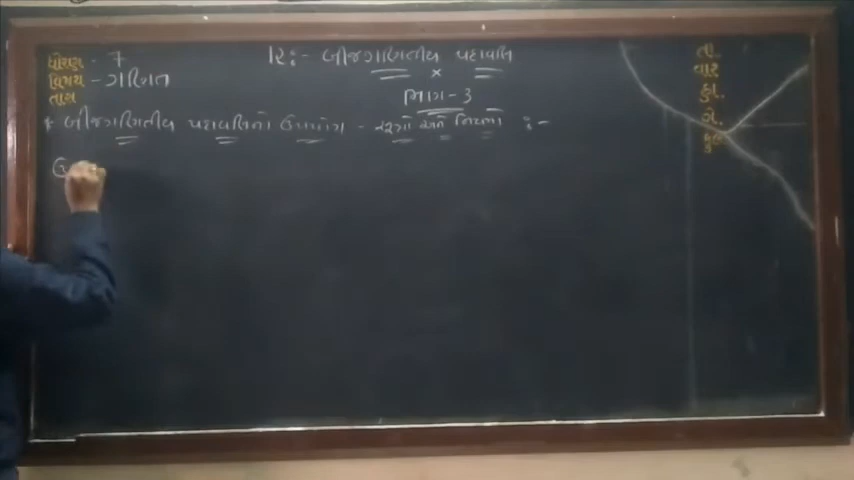 ધોરણ - 7
વિષય - ગણિત
તાસ
12:- બીજગણિતીય પદાવલિ
ભાગ-3
* બીજગણિતીય પદાવલિનો ઉપયોગ - સૂત્રો અને નિયમો :-
ઉ
તા.
વાર
હા.
ગે.
કુલ